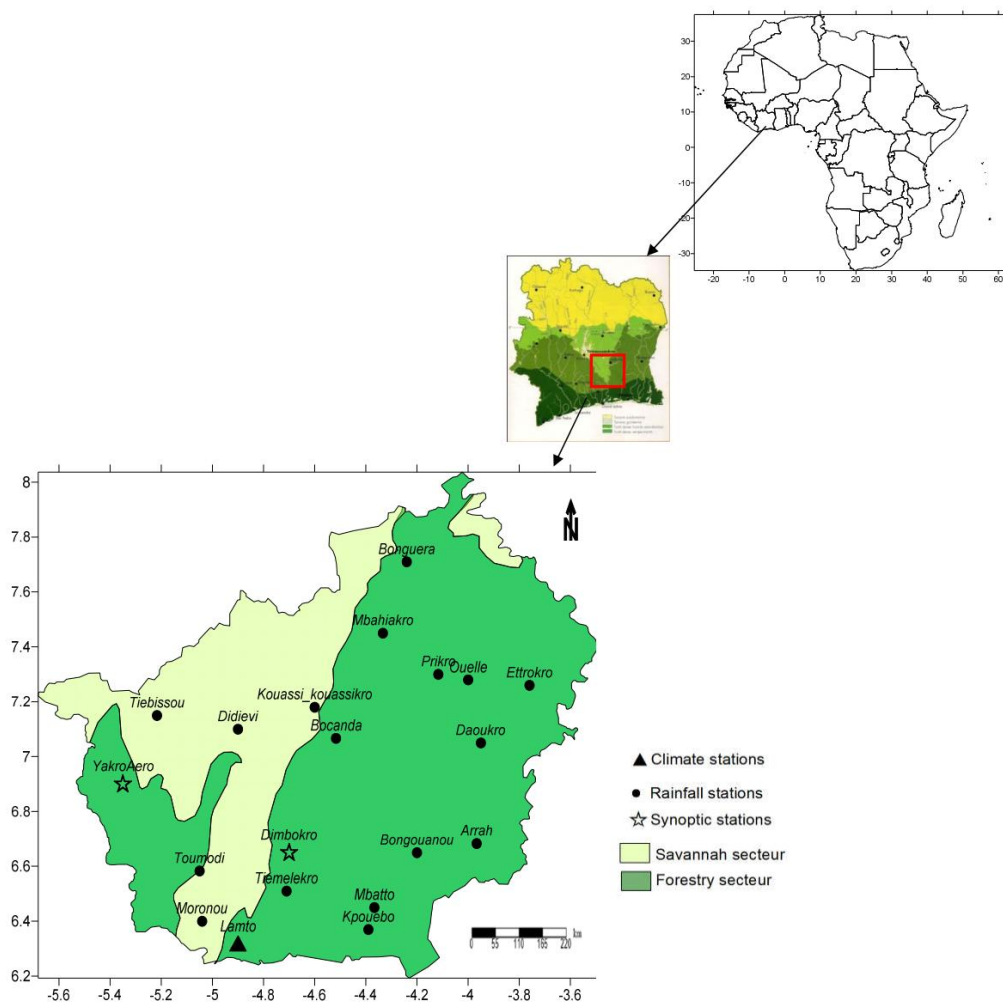 30
20
10
0
-10
-20
-30
-20 -10 0 10 20 30 40 50 60
8
7.8
7.6
7.4
7.2
7
6.8
6.6
6.4
6.2
-5.6 -5.4 -5.2 -5 -4.8 -4.6 -4.4 -4.2 -4 -3.8 -3.6
N
Bonguera
Mbahiakro
Prikro
Ouelle
Ettrokro
Kouassi_kouassikro
Tiebissou
Didievi
Bocanda
Daoukro
YakroAero
Dimbokro
Arrah
Bongouanou
Toumodi
Tiemelekro
Mbatto
Moronou
Kpouebo
Lamto
0 55 110 165 220 km
Climate stations
Rainfall stations
Synoptic stations
Savannah secteur
Forestry secteur